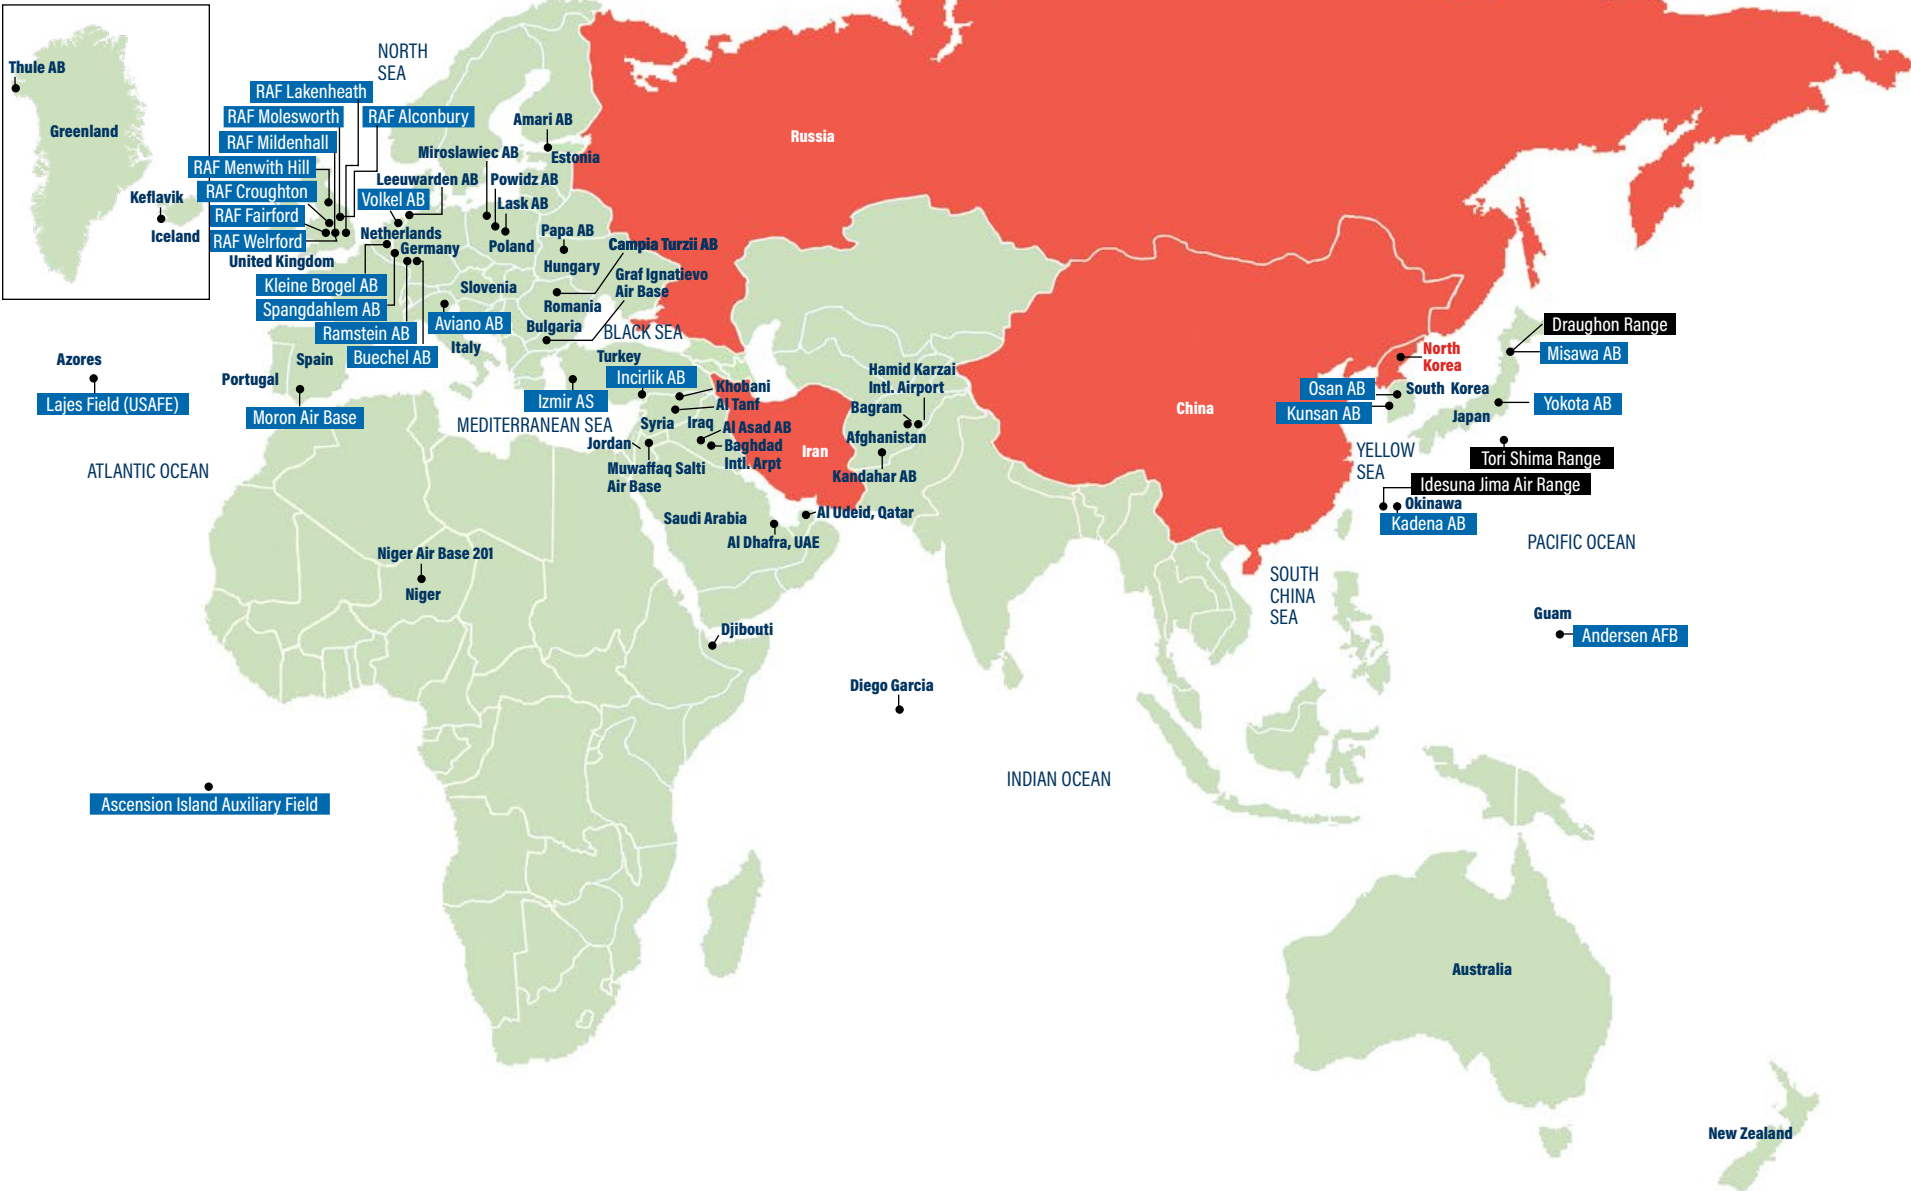 Thule AB
Greenland
Keflavik
Iceland
NORTH
SEA
RAF Lakenheath
RAF Molesworth
RAF Alconbury
RAF Mildenhall
RAF Menwith Hill
RAF Croughton
RAF Fairford
RAF Welrford
United Kingdom
Amari AB
Estonia
Miroslawiec AB
Leeuwarden AB
Powidz AB
Volkel AB
Lask AB
Netherlands
Germany
Poland
Papa AB
Hungary
Campia Turzii AB
Graf Ignatievo
Air Base
Kleine Brogel AB
Spangdahlem AB
Ramstein AB
Buechel AB
Slovenia
Aviano AB
Italy
Romania
Bulgaria
BLACK SEA
Russia
Azores
Lajes Field (USAFE)
Spain
Portugal
Moron Air Base
Turkey
Incirlik AB
Izmir AS
MEDITERRANEAN SEA
Khobani
Al Tanf
Syria
Iraq
Al Asad AB
Baghdad
Intl. Arpt
Jordan
Muwaffaq Salti
Air Base
Iran
Hamid Karzai
Intl. Airport
Bagram
Afghanistan
Kandahar AB
China
North
Korea
Osan AB
South Korea
Kunsan AB
Draughon Range
Misawa AB
Yokota AB
Japan
YELLOW
SEA
Tori Shima Range
Idesuna Jima Air Range
Okinawa
Kadena AB
ATLANTIC OCEAN
Saudi Arabia
Al Udeid, Qatar
Al Dhafra, UAE
PACIFIC OCEAN
Niger Air Base 201
Niger
SOUTH
CHINA
SEA
Guam
Andersen AFB
Djibouti
Diego Garcia
INDIAN OCEAN
Ascension Island Auxiliary Field
Australia
New Zealand